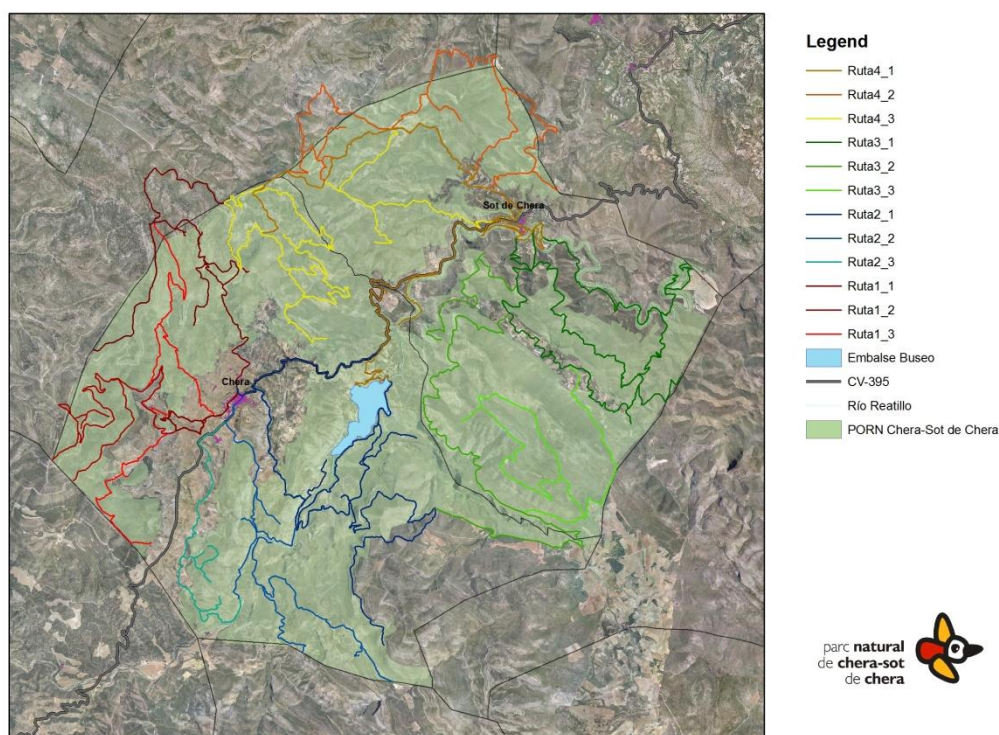 Legend
Ruta4_1
Ruta4_2
Ruta4_3
Ruta3_1
Ruta3_2
Ruta3_3
Ruta2_1
Ruta2_2
Ruta2_3
Ruta1_1
Ruta1_2
Ruta1_3
Embalse Buseo
CV-395
Río Reatillo
PORN Chera-Sot de Chera
Sot de Chera
Chera
parc natural
de chera-sot
de chera